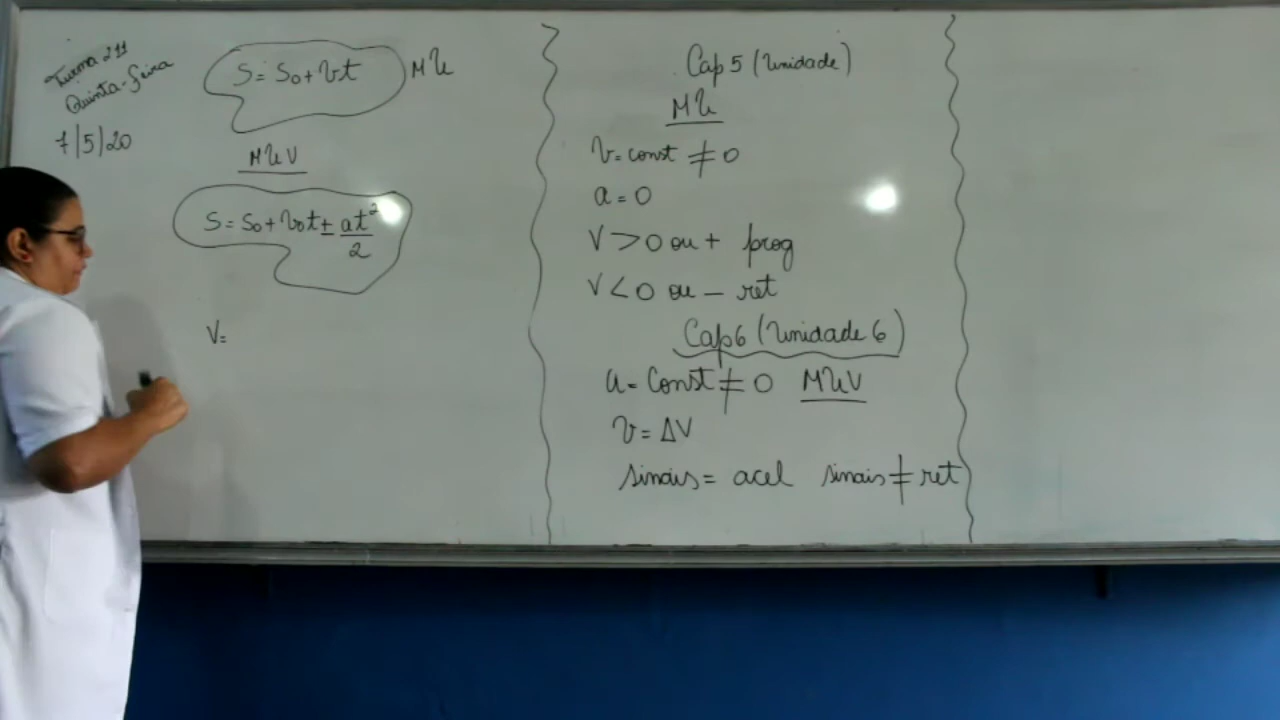 Turma 211
Quinta-feira
7/5/20
S = S₀ + vt MU
MUV
S = S₀ + v₀t ± at²/2
V=
Cap 5 (Unidade)
MU
v = const ≠ 0
a = 0
V > 0 ou + prog
V < 0 ou - ret
Cap 6 (Unidade 6)
a = Const ≠ 0 MUV
v = ΔV
sinais = acel sinais ≠ ret